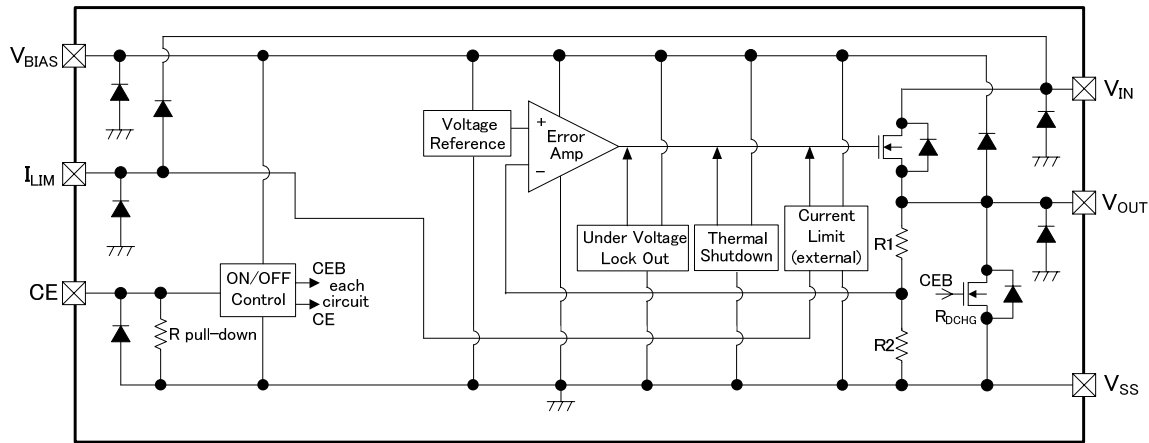 VBIAS
VIN
Voltage
Reference
+
Error
Amp
−
ILIM
VOUT
Under Voltage
Lock Out
Thermal
Shutdown
Current
Limit
(external)
R1
CE
ON/OFF
Control
CEB
each
circuit
CE
CEB
RDCHG
R pull-down
R2
VSS